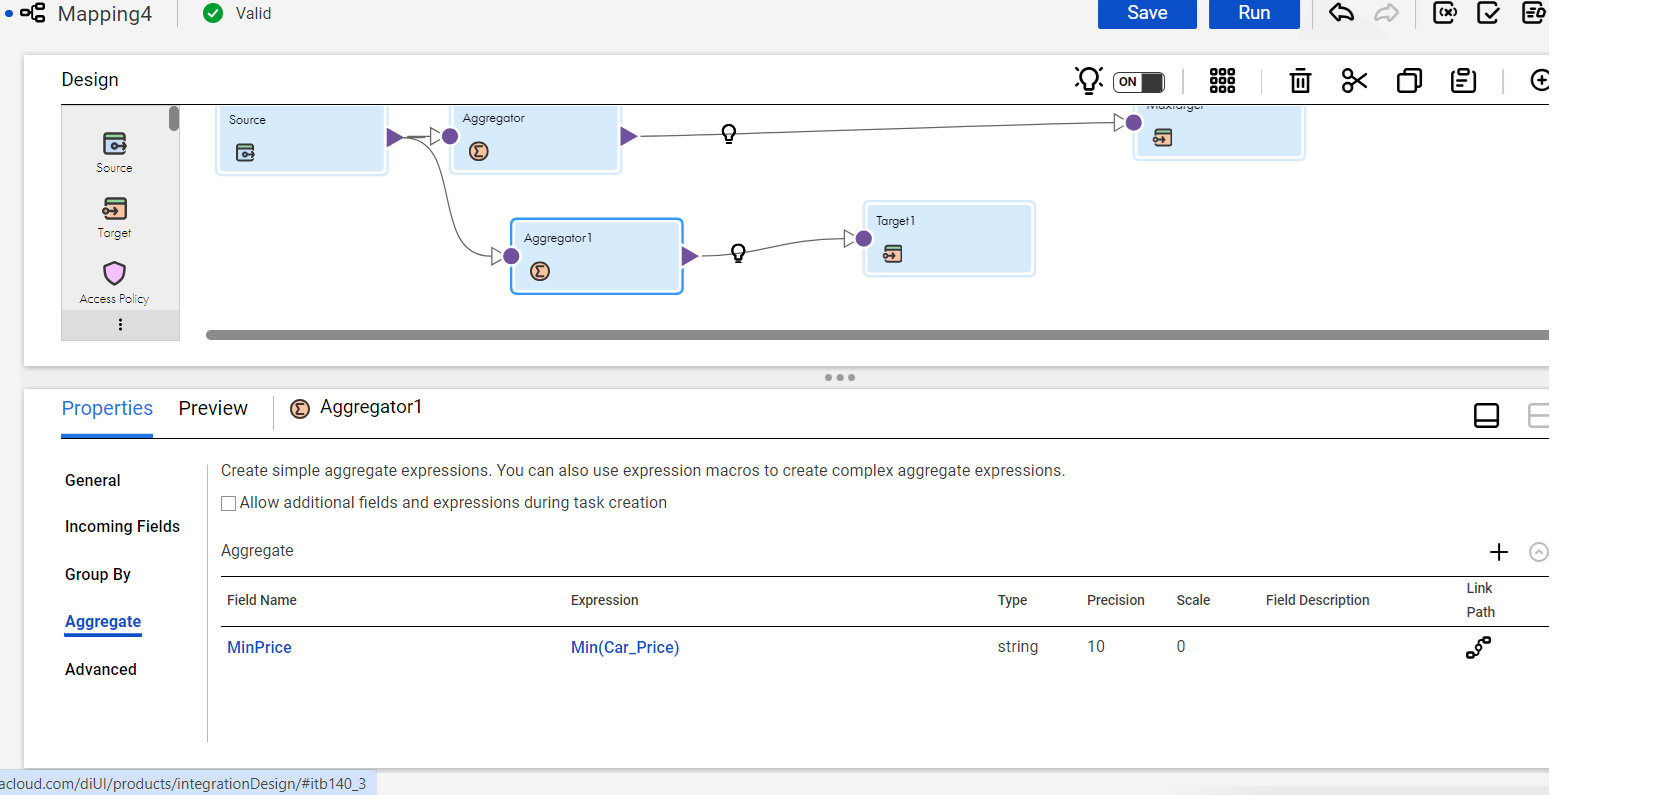 Mapping4 Valid Save Run
Design ON
Source Aggregator MaxTarget
Source
Target
Access Policy
Aggregator1 Target1
Properties Preview Aggregator1
General
Incoming Fields
Group By
Aggregate
Advanced
Create simple aggregate expressions. You can also use expression macros to create complex aggregate expressions.
Allow additional fields and expressions during task creation
Aggregate
Field Name Expression Type Precision Scale Field Description Link Path
MinPrice Min(Car_Price) string 10 0
acloud.com/diUI/products/integrationDesign/#itb140_3